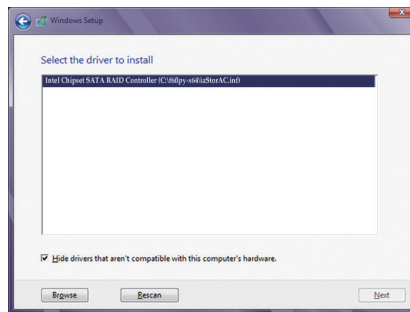 Windows Setup
Select the driver to install
Intel Chipset SATA RAID Controller (C:\f6flpy-x64\iaStorAC.inf)
Hide drivers that aren't compatible with this computer's hardware.
Browse
Rescan
Next